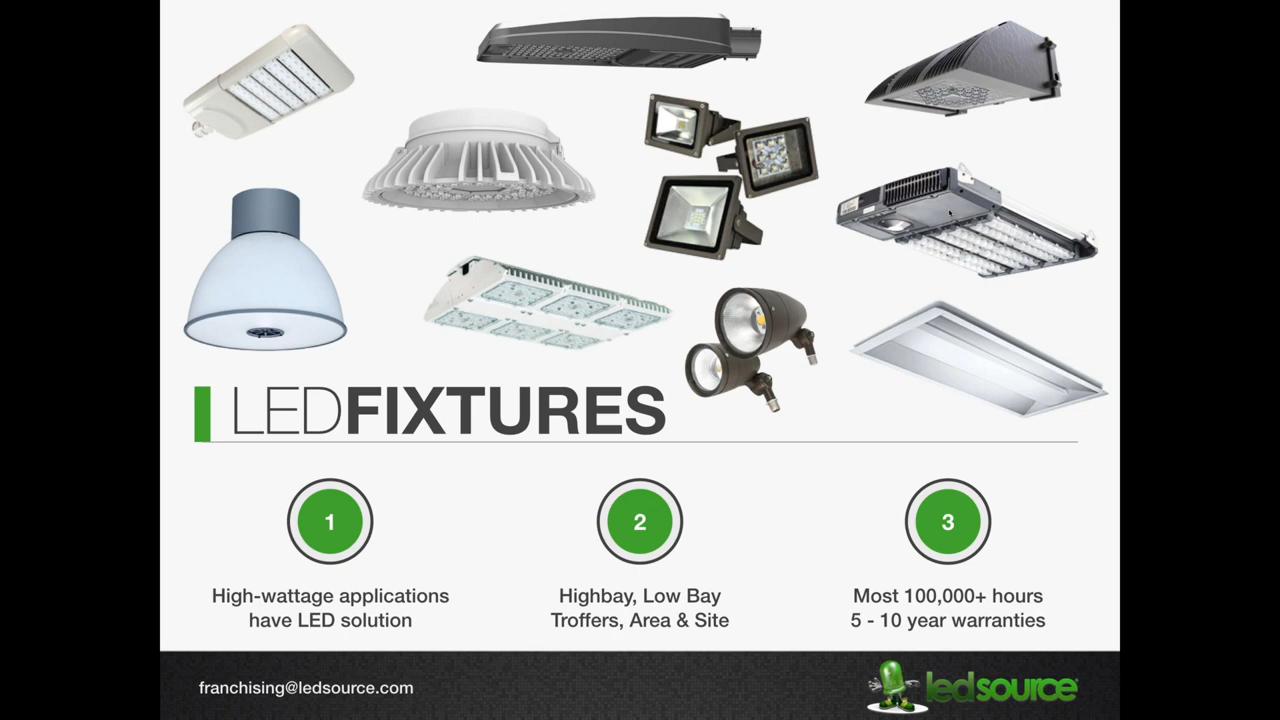 LEDFIXTURES
1
2
3
High-wattage applications
have LED solution
Highbay, Low Bay
Troffers, Area & Site
Most 100,000+ hours
5 - 10 year warranties
franchising@ledsource.com
ledsource